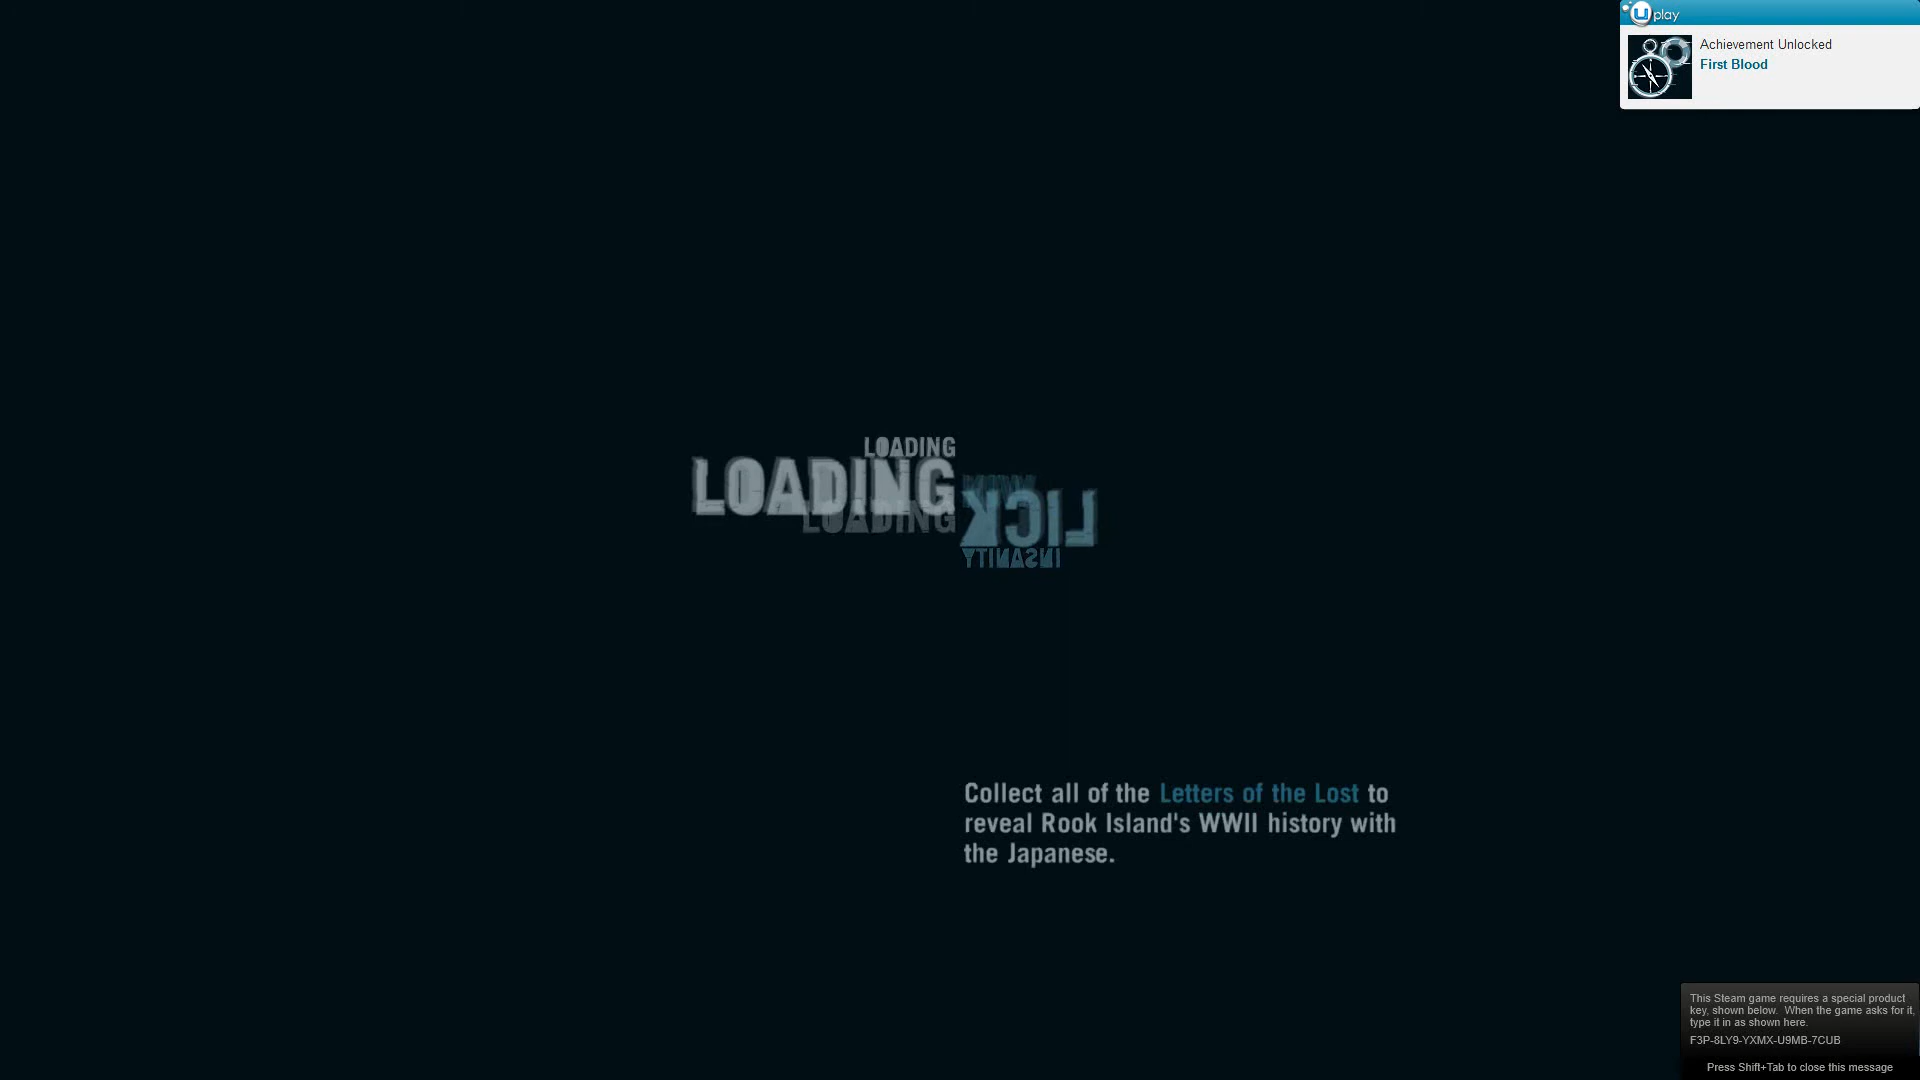 Uplay
Achievement Unlocked
First Blood
LOADING
LOADING
LOADING
LICK
INSANITY
Collect all of the Letters of the Lost to
reveal Rook Island's WWII history with
the Japanese.
This Steam game requires a special product
key, shown below.  When the game asks for it,
type it in as shown here.
F3P-8LY9-YXMX-U9MB-7CUB
Press Shift+Tab to close this message